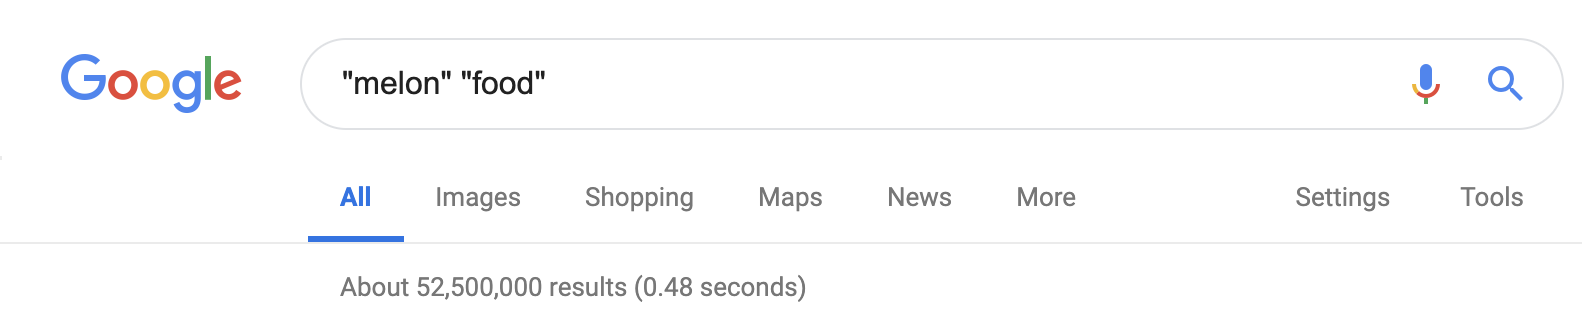 Google "melon" "food"
All Images Shopping Maps News More Settings Tools
About 52,500,000 results (0.48 seconds)